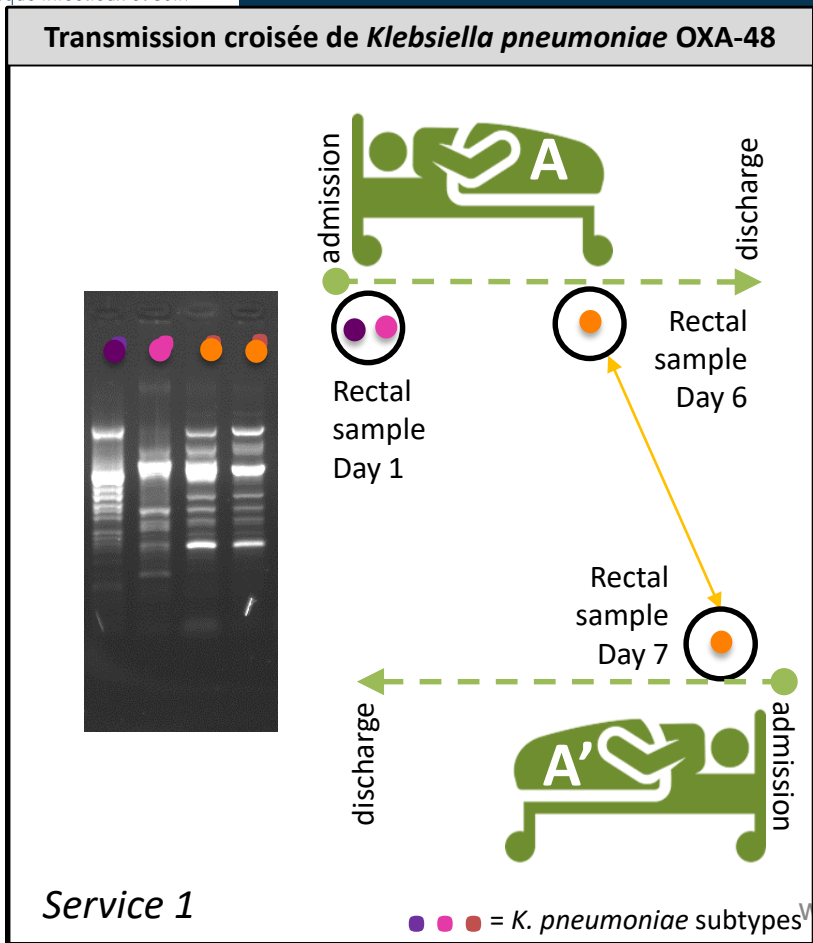 Transmission croisée de Klebsiella pneumoniae OXA-48
admission
A
discharge
Rectal
sample
Day 1
Rectal
sample
Day 6
Rectal
sample
Day 7
discharge
A’
admission
Service 1
= K. pneumoniae subtypes